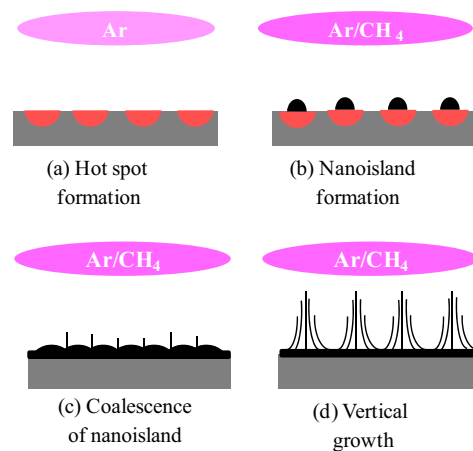 Ar
Ar/CH₄
(a) Hot spot
formation
(b) Nanoisland
formation
Ar/CH₄
Ar/CH₄
(c) Coalescence
of nanoisland
(d) Vertical
growth